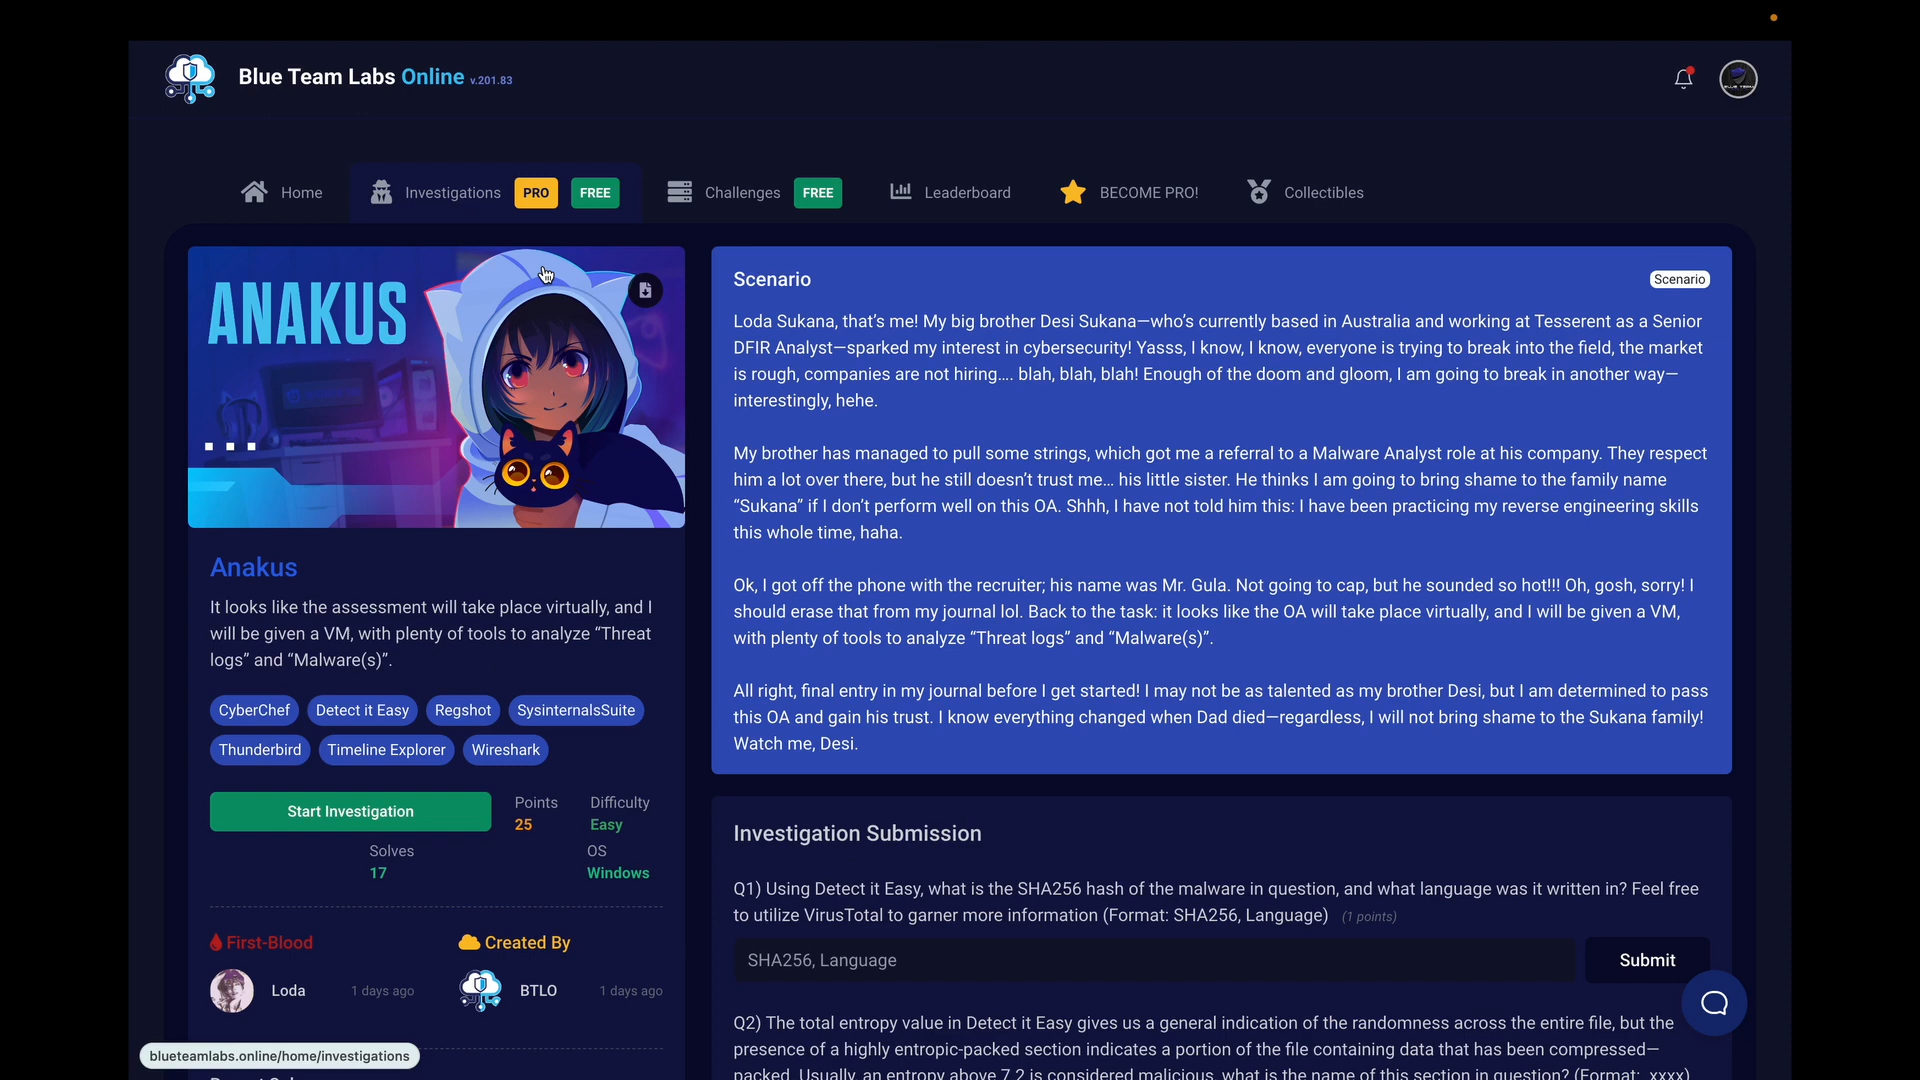 Blue Team Labs Online v.201.83
Home
Investigations PRO FREE
Challenges FREE
Leaderboard
BECOME PRO!
Collectibles
ANAKUS
Anakus
It looks like the assessment will take place virtually, and I
will be given a VM, with plenty of tools to analyze “Threat
logs” and “Malware(s)”.
CyberChef Detect it Easy Regshot SysinternalsSuite
Thunderbird Timeline Explorer Wireshark
Start Investigation
Points
25
Difficulty
Easy
Solves
17
OS
Windows
First-Blood
Loda 1 days ago
Created By
BTLO 1 days ago
blueteamlabs.online/home/investigations
Scenario
Scenario
Loda Sukana, that’s me! My big brother Desi Sukana—who’s currently based in Australia and working at Tesserent as a Senior
DFIR Analyst—sparked my interest in cybersecurity! Yasss, I know, I know, everyone is trying to break into the field, the market
is rough, companies are not hiring…. blah, blah, blah! Enough of the doom and gloom, I am going to break in another way—
interestingly, hehe.
My brother has managed to pull some strings, which got me a referral to a Malware Analyst role at his company. They respect
him a lot over there, but he still doesn’t trust me… his little sister. He thinks I am going to bring shame to the family name
“Sukana” if I don’t perform well on this OA. Shhh, I have not told him this: I have been practicing my reverse engineering skills
this whole time, haha.
Ok, I got off the phone with the recruiter; his name was Mr. Gula. Not going to cap, but he sounded so hot!!! Oh, gosh, sorry! I
should erase that from my journal lol. Back to the task: it looks like the OA will take place virtually, and I will be given a VM,
with plenty of tools to analyze “Threat logs” and “Malware(s)”.
All right, final entry in my journal before I get started! I may not be as talented as my brother Desi, but I am determined to pass
this OA and gain his trust. I know everything changed when Dad died—regardless, I will not bring shame to the Sukana family!
Watch me, Desi.
Investigation Submission
Q1) Using Detect it Easy, what is the SHA256 hash of the malware in question, and what language was it written in? Feel free
to utilize VirusTotal to garner more information (Format: SHA256, Language) (1 points)
SHA256, Language
Submit
Q2) The total entropy value in Detect it Easy gives us a general indication of the randomness across the entire file, but the
presence of a highly entropic-packed section indicates a portion of the file containing data that has been compressed—
packed. Usually, an entropy above 7.2 is considered malicious, what is the name of this section in question? (Format: .xxxx)